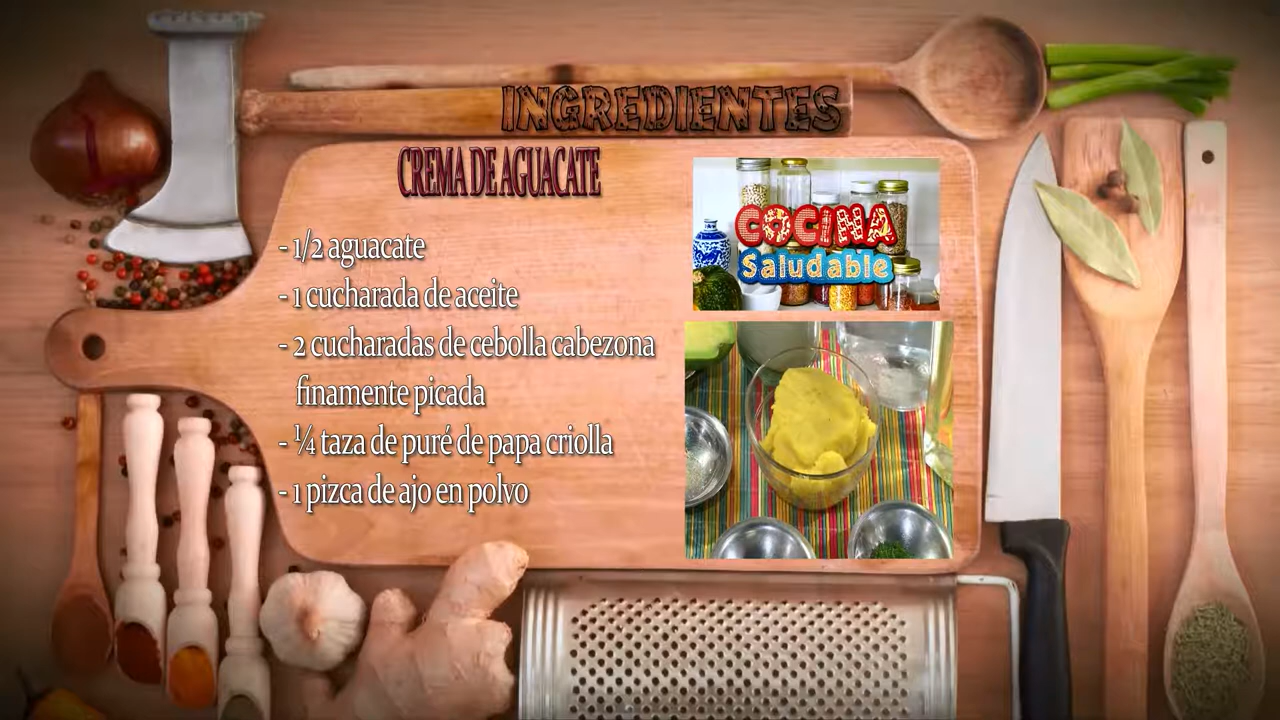 INGREDIENTES
CREMA DE AGUACATE
- 1/2 aguacate
- 1 cucharada de aceite
- 2 cucharadas de cebolla cabezona
finamente picada
- ¼ taza de puré de papa criolla
- 1 pizca de ajo en polvo
COCINA
Saludable